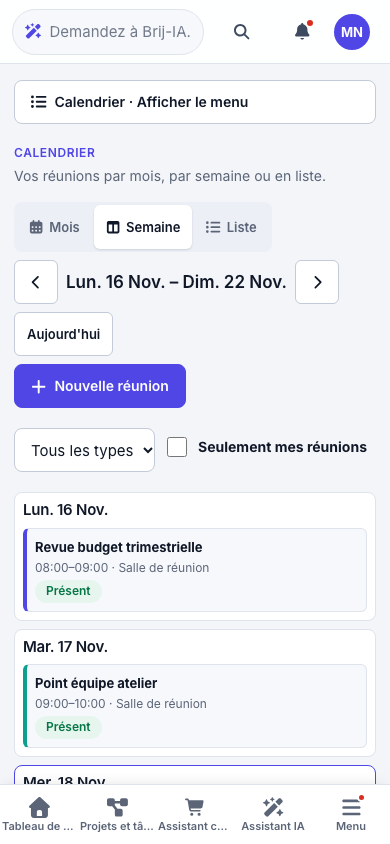 Demandez à Brij-IA.
MN
Calendrier · Afficher le menu
CALENDRIER
Vos réunions par mois, par semaine ou en liste.
Mois
Semaine
Liste
Lun. 16 Nov. – Dim. 22 Nov.
Aujourd'hui
Nouvelle réunion
Tous les types
Seulement mes réunions
Lun. 16 Nov.
Revue budget trimestrielle
08:00–09:00 · Salle de réunion
Présent
Mar. 17 Nov.
Point équipe atelier
09:00–10:00 · Salle de réunion
Présent
Mer. 18 Nov.
Tableau de ...
Projets et tâ...
Assistant c...
Assistant IA
Menu